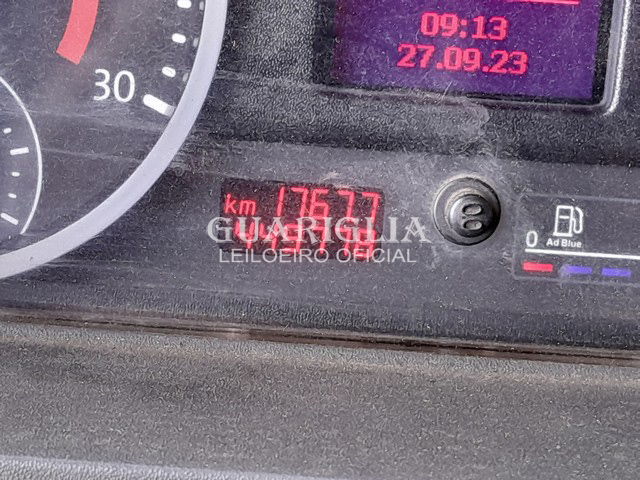 09:13
27.09.23
30
km 17677
GUARIGLIA
LEILOEIRO OFICIAL
0
Ad Blue